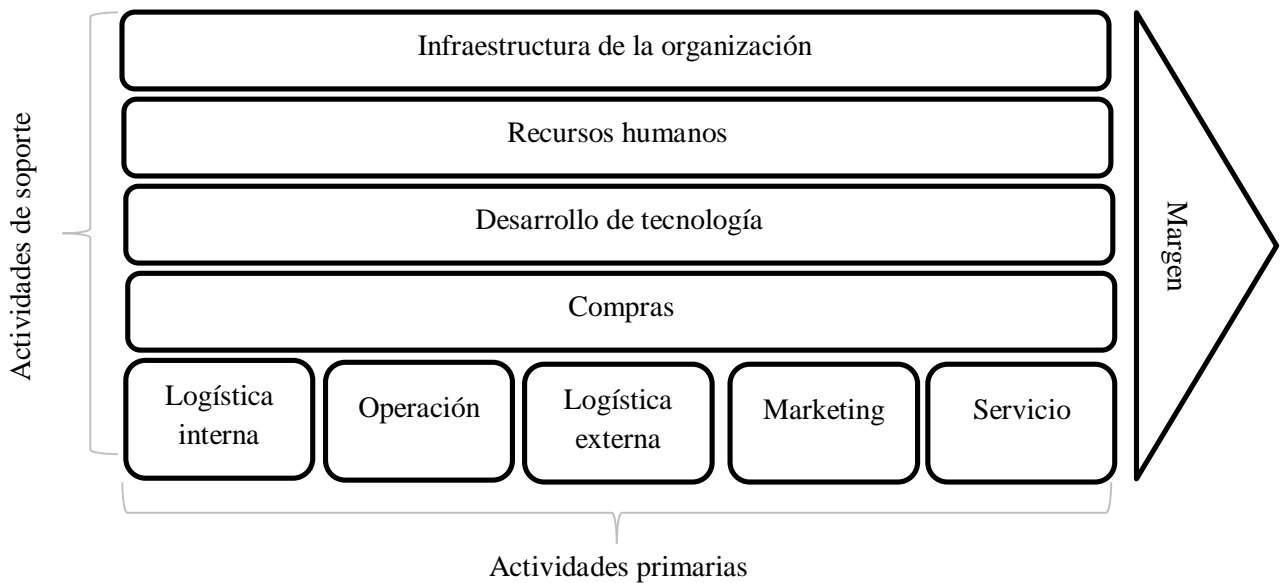 Actividades de soporte
Infraestructura de la organización
Recursos humanos
Desarrollo de tecnología
Compras
Logística
interna
Operación
Logística
externa
Marketing
Servicio
Margen
Actividades primarias